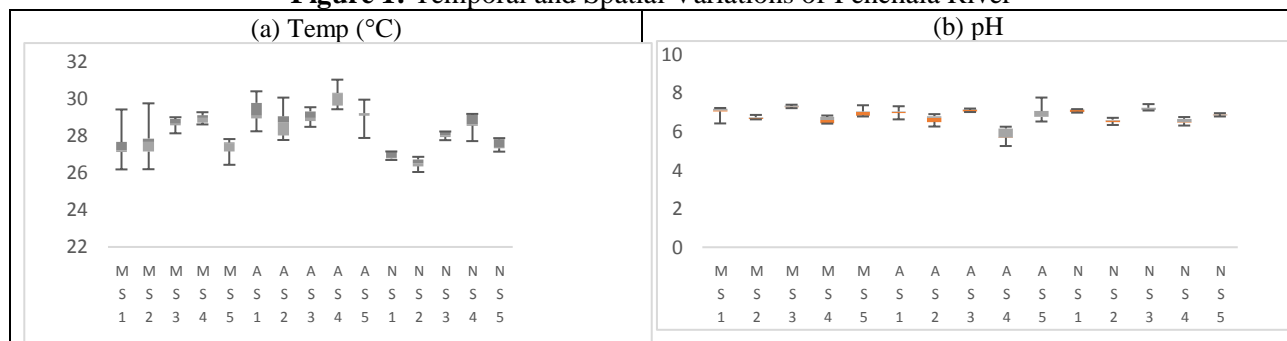 Figure 1: Temporal and Spatial Variations of Penchala River
(a) Temp (°C)
32
30
28
26
24
22
M M M M M A A A A A N N N N N
S S S S S S S S S S S S S S S
1 2 3 4 5 1 2 3 4 5 1 2 3 4 5
(b) pH
10
8
6
4
2
0
M M M M M A A A A A N N N N N
S S S S S S S S S S S S S S S
1 2 3 4 5 1 2 3 4 5 1 2 3 4 5